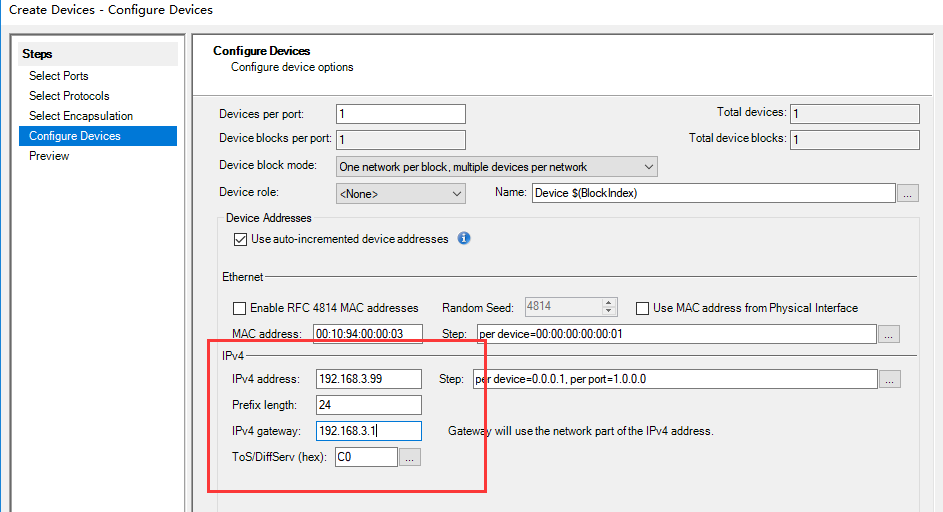 Create Devices - Configure Devices
Steps
Select Ports
Select Protocols
Select Encapsulation
Configure Devices
Preview
Configure Devices
Configure device options
Devices per port: 1 Total devices: 1
Device blocks per port: 1 Total device blocks: 1
Device block mode: One network per block, multiple devices per network
Device role: <None> Name: Device $(BlockIndex) ...
Device Addresses
Use auto-incremented device addresses
Ethernet
Enable RFC 4814 MAC addresses Random Seed: 4814 Use MAC address from Physical Interface
MAC address: 00:10:94:00:00:03 Step: per device=00:00:00:00:00:01 ...
IPv4
IPv4 address: 192.168.3.99 Step: per device=0.0.0.1, per port=1.0.0.0 ...
Prefix length: 24
IPv4 gateway: 192.168.3.1 Gateway will use the network part of the IPv4 address.
ToS/DiffServ (hex): C0 ...